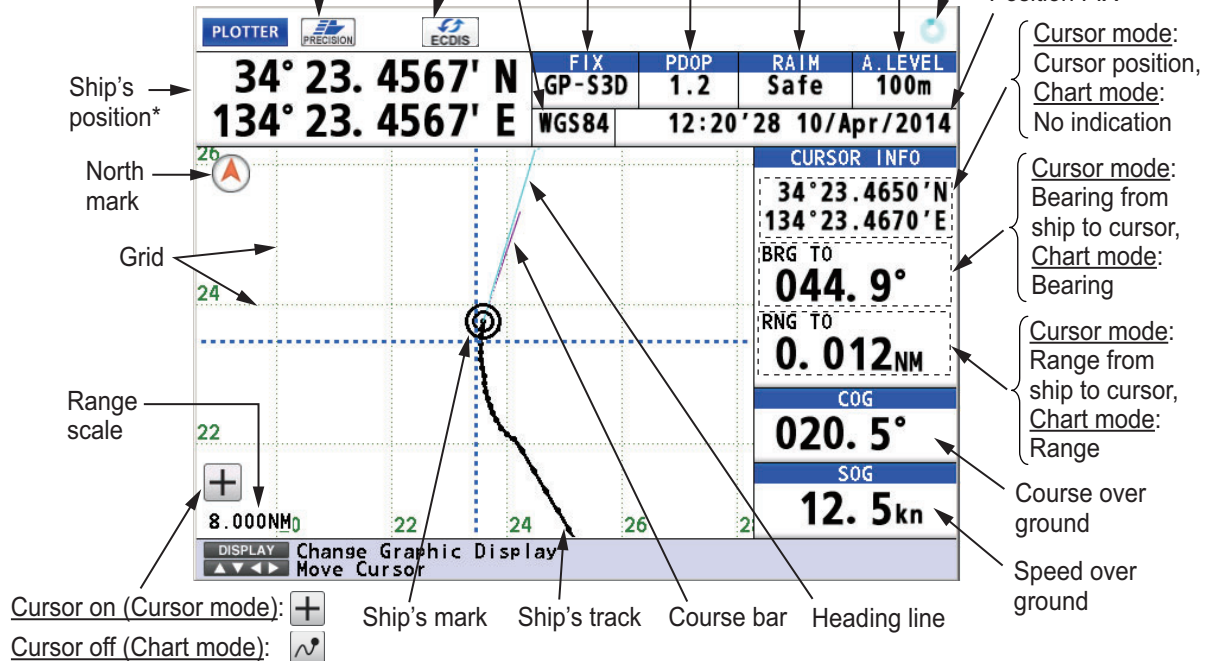 PLOTTER
PRECISION
ECDIS
34° 23. 4567' N
134° 23. 4567' E
FIX
GP-S3D
PDOP
1.2
RAIM
Safe
A.LEVEL
100m
WGS84
12:20'28 10/Apr/2014
Ship's
position*
North
mark
Grid
Range
scale
26
24
22
8.000NM
22
24
26
CURSOR INFO
34°23.4650'N
134°23.4670'E
BRG TO
044. 9°
RNG TO
0. 012NM
COG
020. 5°
SOG
12. 5kn
DISPLAY Change Graphic Display
Move Cursor
Cursor mode:
Cursor position,
Chart mode:
No indication
Cursor mode:
Bearing from
ship to cursor,
Chart mode:
Bearing
Cursor mode:
Range from
ship to cursor,
Chart mode:
Range
Course over
ground
Speed over
ground
Cursor on (Cursor mode):
Cursor off (Chart mode):
Ship's mark
Ship's track
Course bar
Heading line